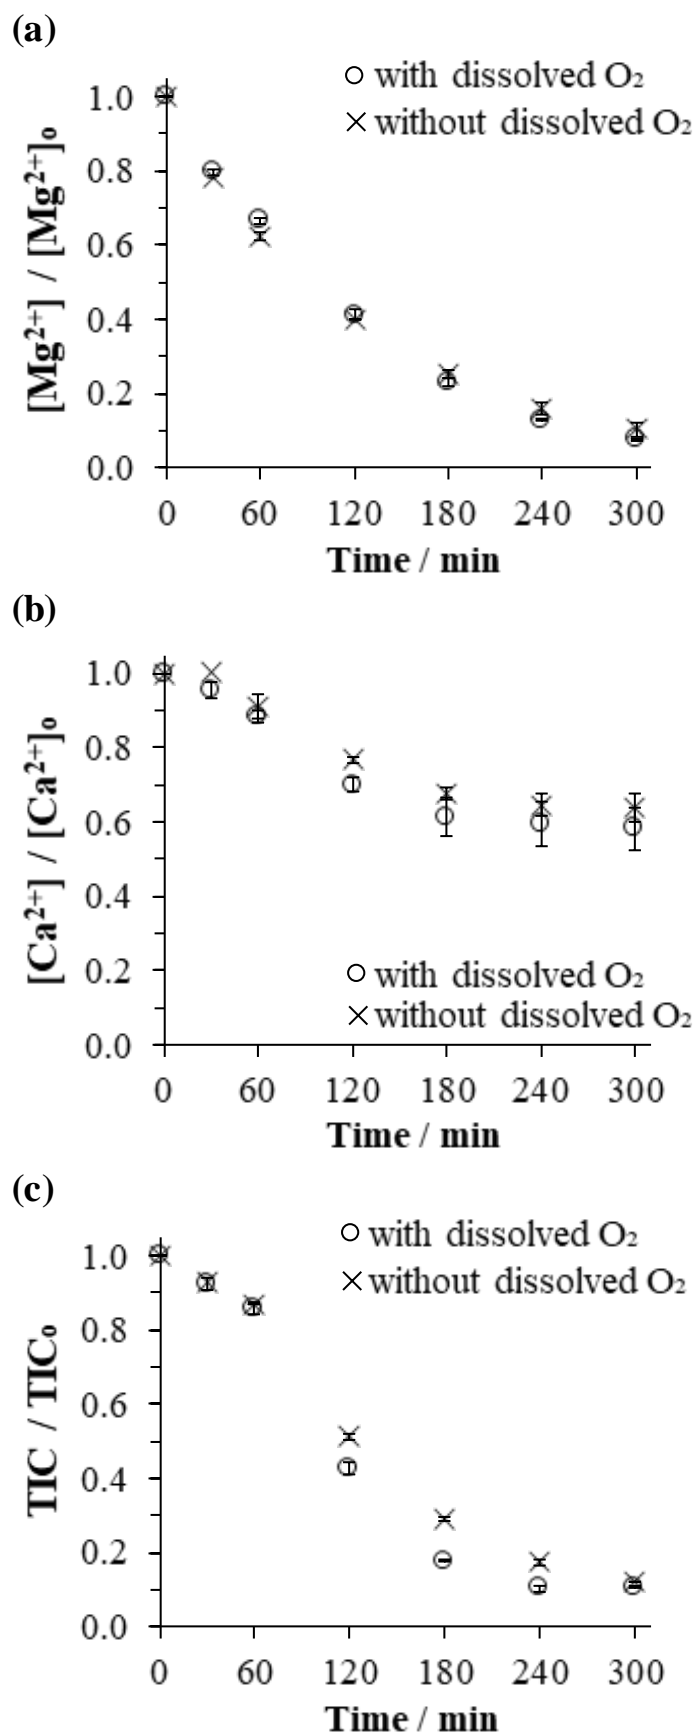 (a)
with dissolved O₂
without dissolved O₂
[Mg²⁺] / [Mg²⁺]₀
1.0
0.8
0.6
0.4
0.2
0.0
0 60 120 180 240 300
Time / min
(b)
[Ca²⁺] / [Ca²⁺]₀
1.0
0.8
0.6
0.4
0.2
0.0
with dissolved O₂
without dissolved O₂
0 60 120 180 240 300
Time / min
(c)
with dissolved O₂
without dissolved O₂
TIC / TIC₀
1.0
0.8
0.6
0.4
0.2
0.0
0 60 120 180 240 300
Time / min